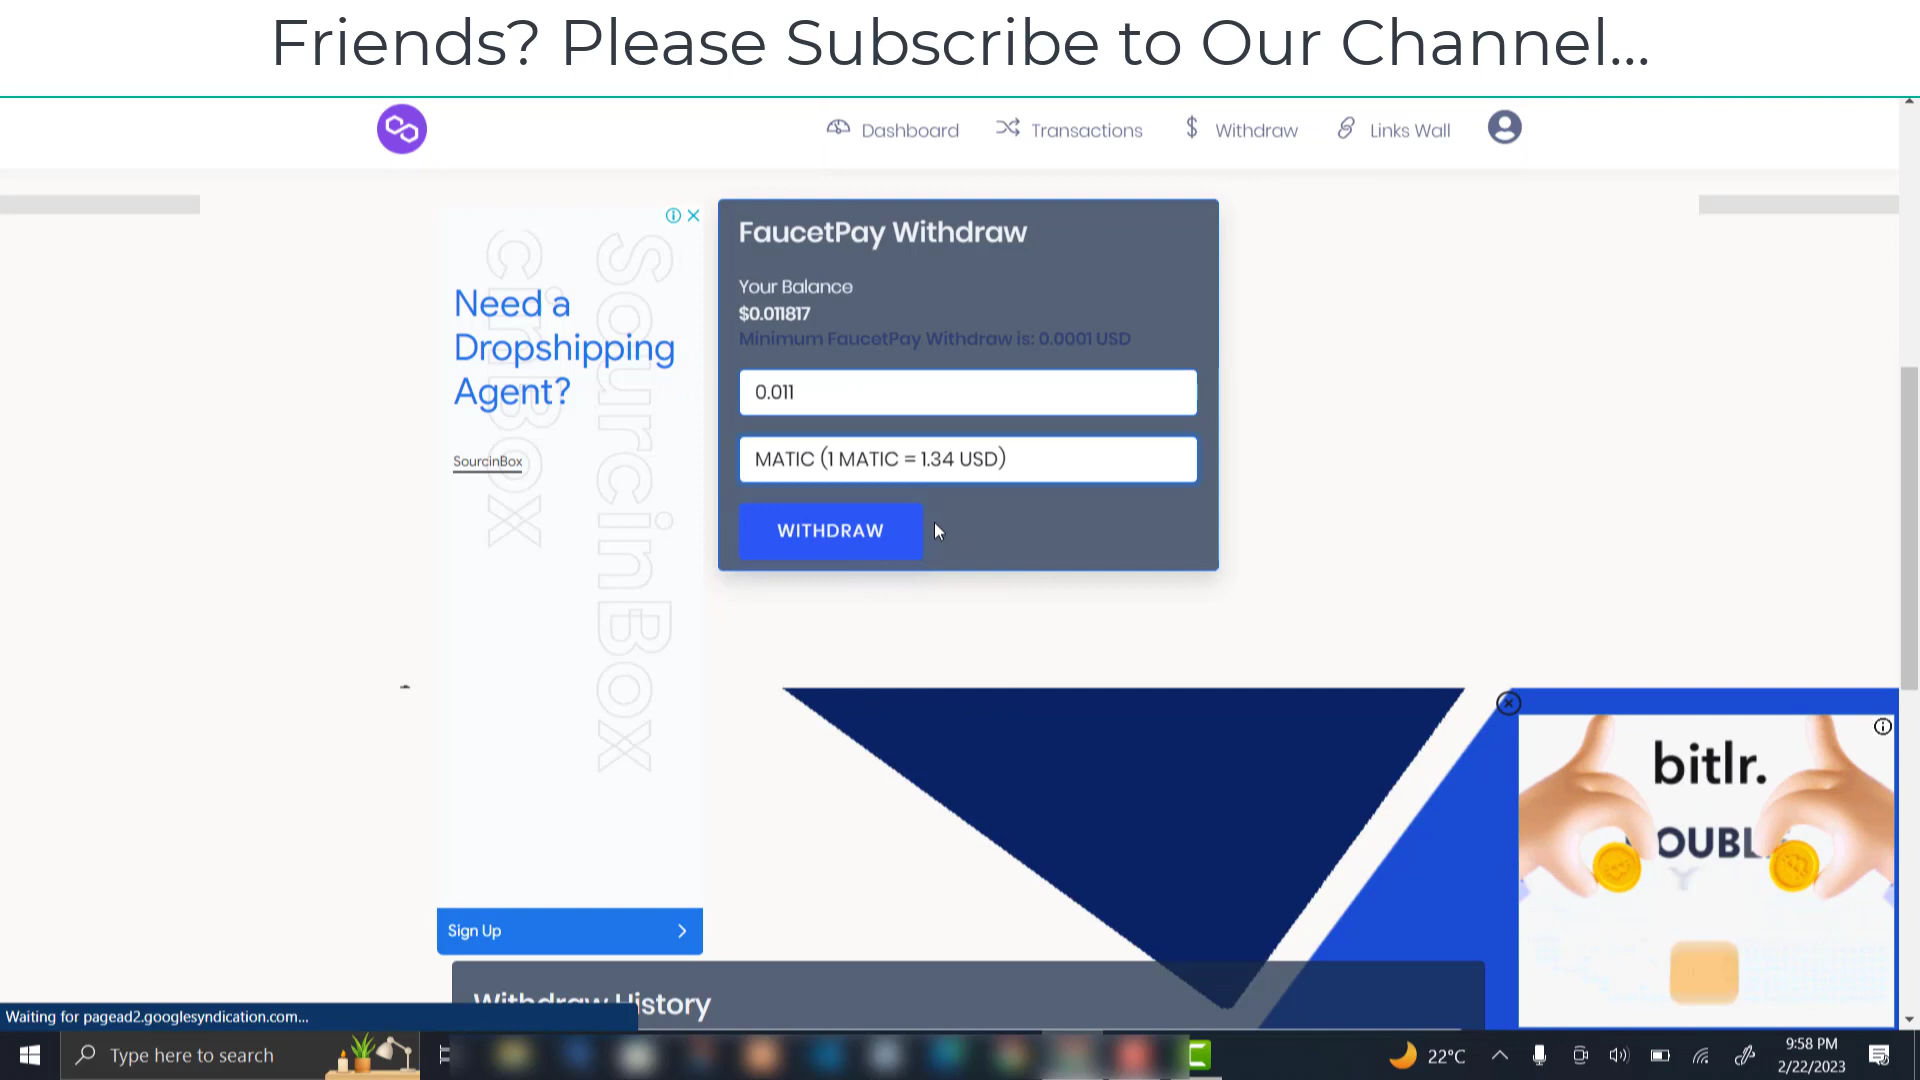 Friends? Please Subscribe to Our Channel...
Dashboard
Transactions
Withdraw
Links Wall
Need a
Dropshipping
Agent?
SourcinBox
SourcinBox
Sign Up
FaucetPay Withdraw
Your Balance
$0.011817
Minimum FaucetPay Withdraw is: 0.0001 USD
0.011
MATIC (1 MATIC = 1.34 USD)
WITHDRAW
bitlr.
Withdraw History
Waiting for pagead2.googlesyndication.com...
Type here to search
22°C
9:58 PM
2/22/2023